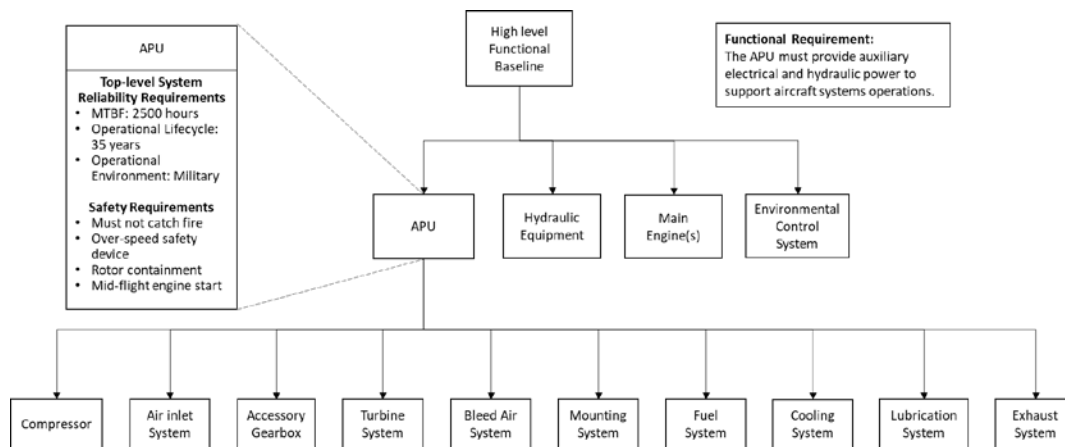 APU
Top-level System
Reliability Requirements
• MTBF: 2500 hours
• Operational Lifecycle:
35 years
• Operational
Environment: Military
Safety Requirements
• Must not catch fire
• Over-speed safety
device
• Rotor containment
• Mid-flight engine start
High level
Functional
Baseline
Functional Requirement:
The APU must provide auxiliary
electrical and hydraulic power to
support aircraft systems operations.
APU
Hydraulic
Equipment
Main
Engine(s)
Environmental
Control
System
Compressor
Air inlet
System
Accessory
Gearbox
Turbine
System
Bleed Air
System
Mounting
System
Fuel
System
Cooling
System
Lubrication
System
Exhaust
System